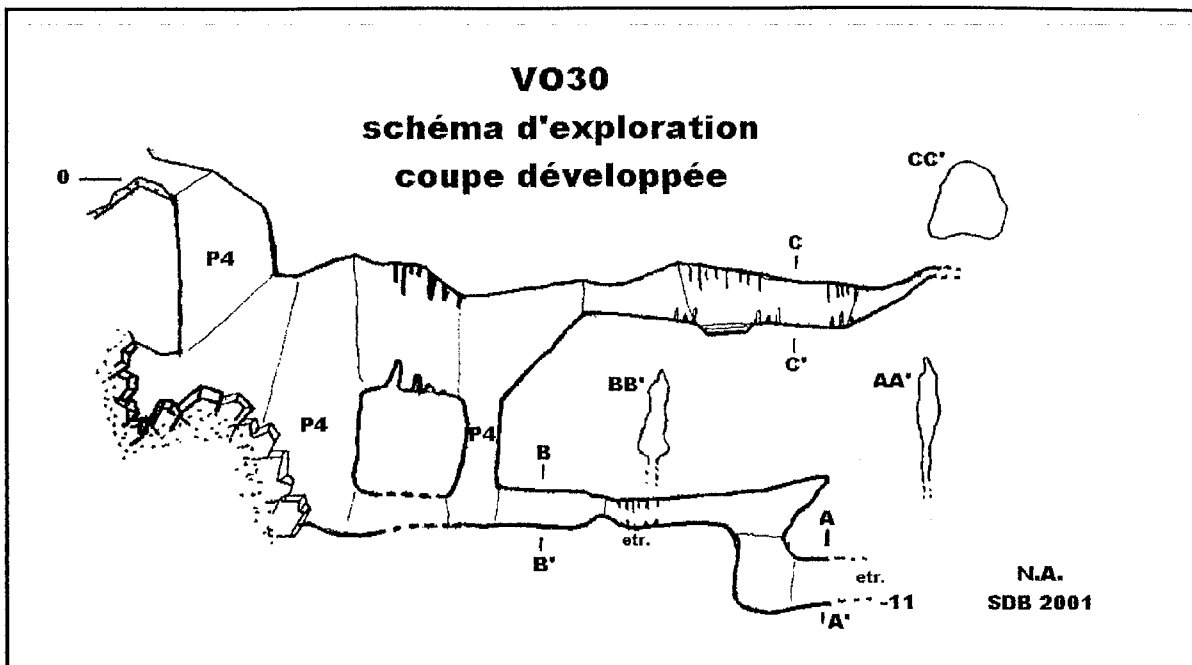 VO30
schéma d'exploration
coupe développée
CC'
0
P4
C
C'
BB'
AA'
P4
P4
B
A
etr.
B'
etr.
N.A.
-11
SDB 2001
A'